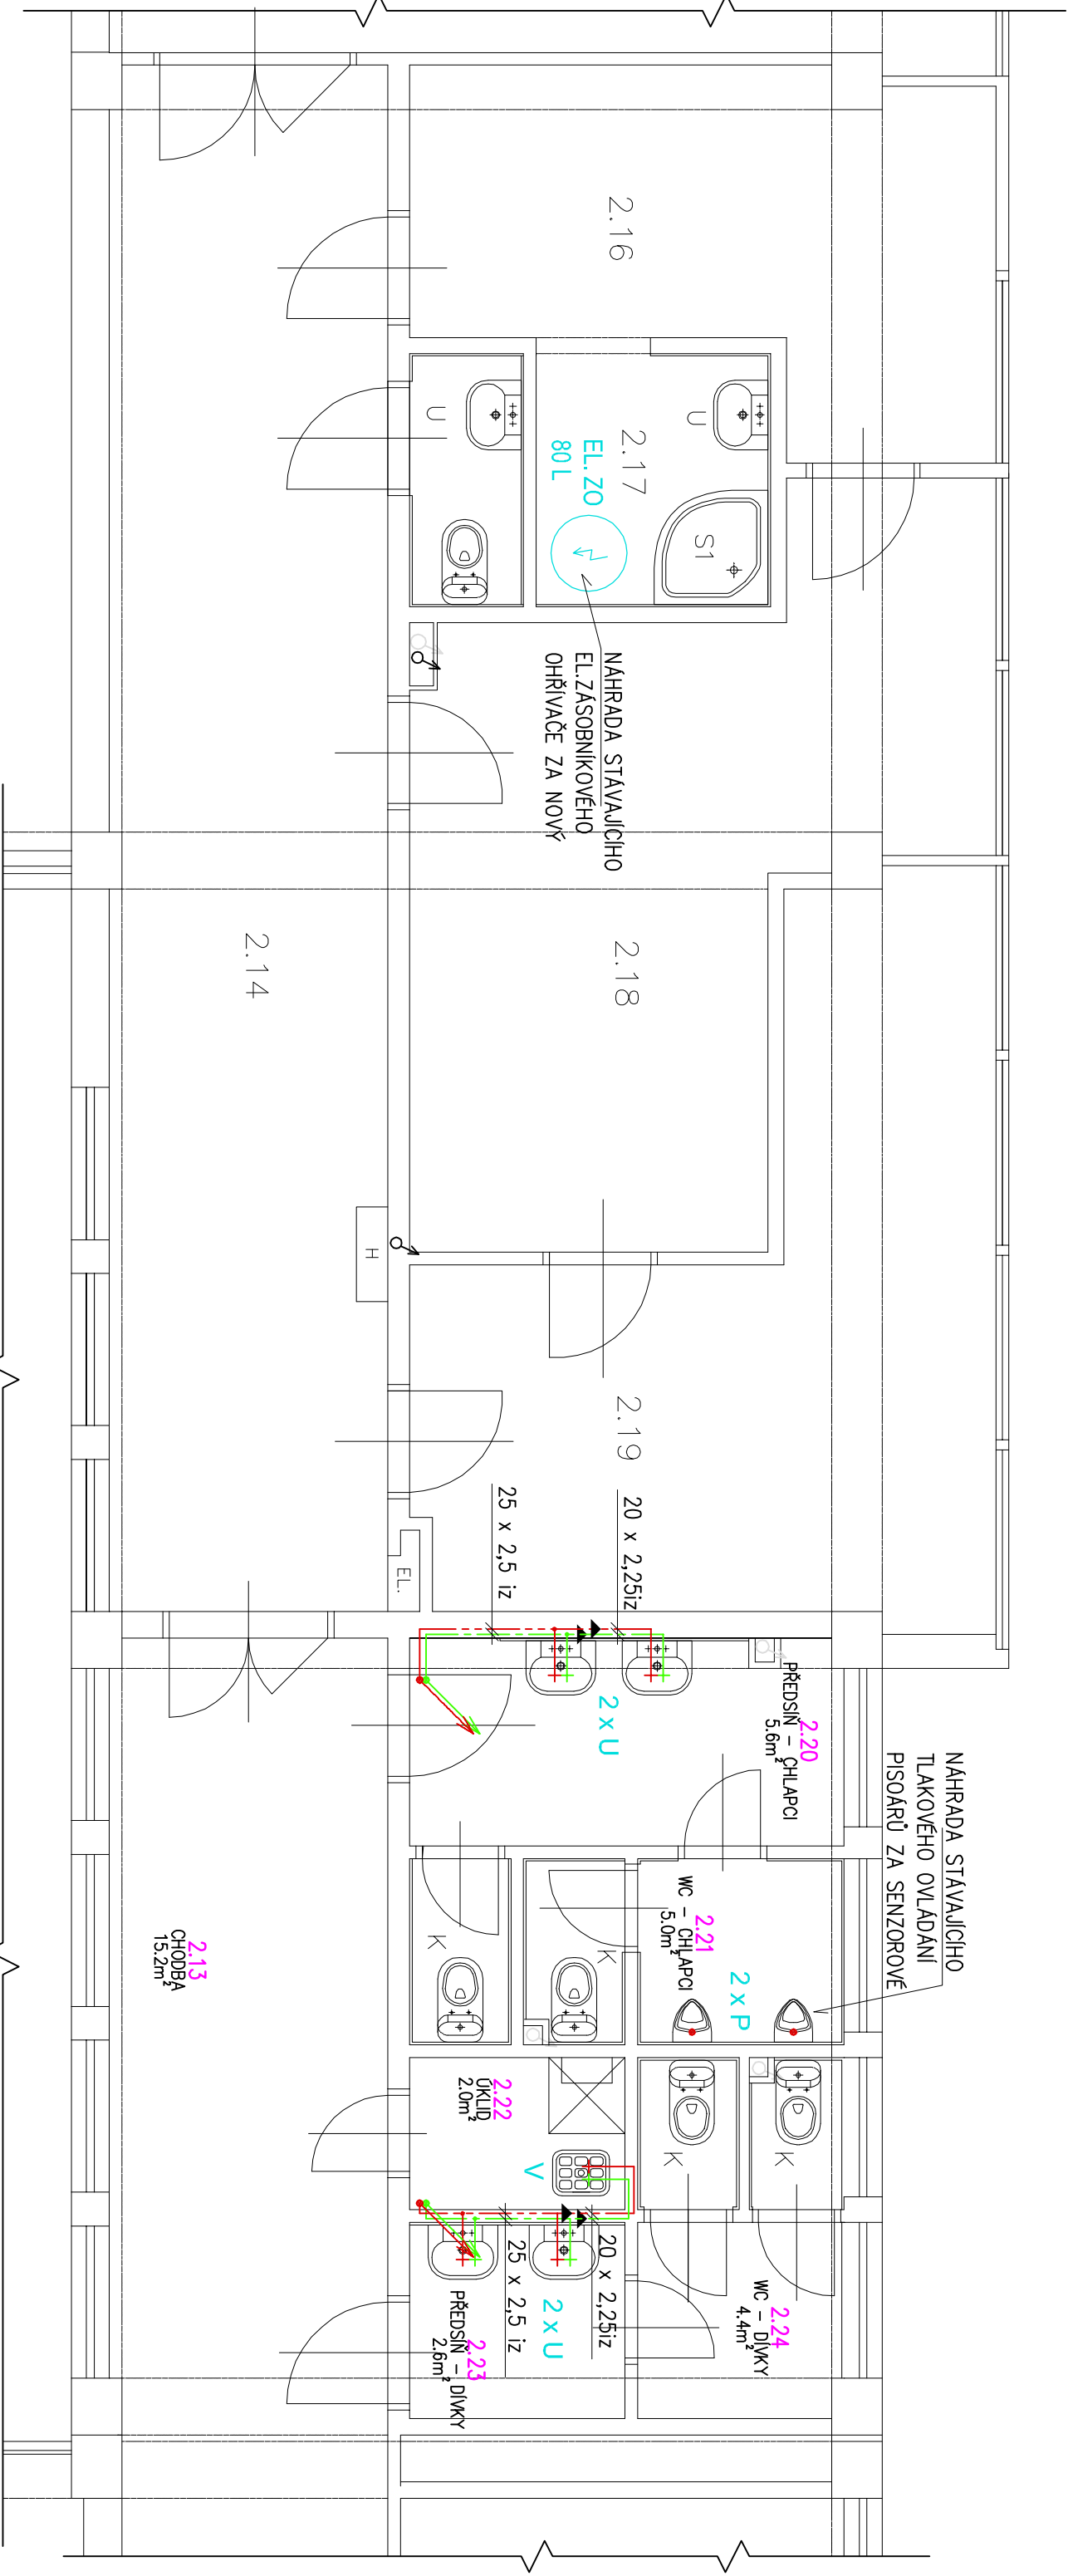 2.16
U
U
2.17
EL. ZO
80 L
S1
NÁHRADA STÁVAJÍCÍHO
EL.ZÁSOBNÍKOVÉHO
OHŘÍVAČE ZA NOVÝ
2.18
2.14
H
2.19
EL.
20 x 2,25iz
25 x 2,5 iz
2 x U
2.20
PŘEDSÍŇ - CHLAPCI
5.6m²
NÁHRADA STÁVAJÍCÍHO
TLAKOVÉHO OVLÁDÁNÍ
PISOÁRŮ ZA SENZOROVÉ
2.21
WC - CHLAPCI
5.0m²
2 x P
K
K
2.13
CHODBA
15.2m²
2.22
ÚKLID
2.0m²
V
K
K
20 x 2,25iz
25 x 2,5 iz
2 x U
2.23
PŘEDSÍŇ - DÍVKY
2.6m²
2.24
WC - DÍVKY
4.4m²